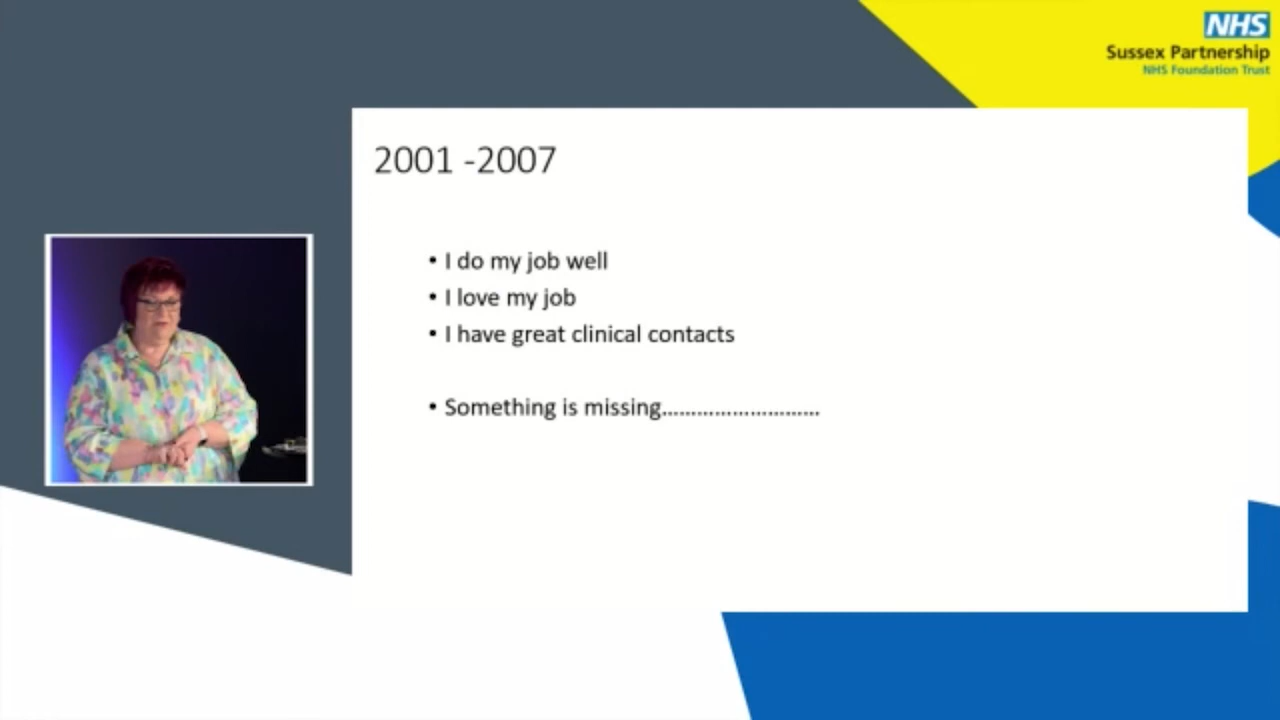 NHS
Sussex Partnership
NHS Foundation Trust
2001 -2007
• I do my job well
• I love my job
• I have great clinical contacts
• Something is missing...........................